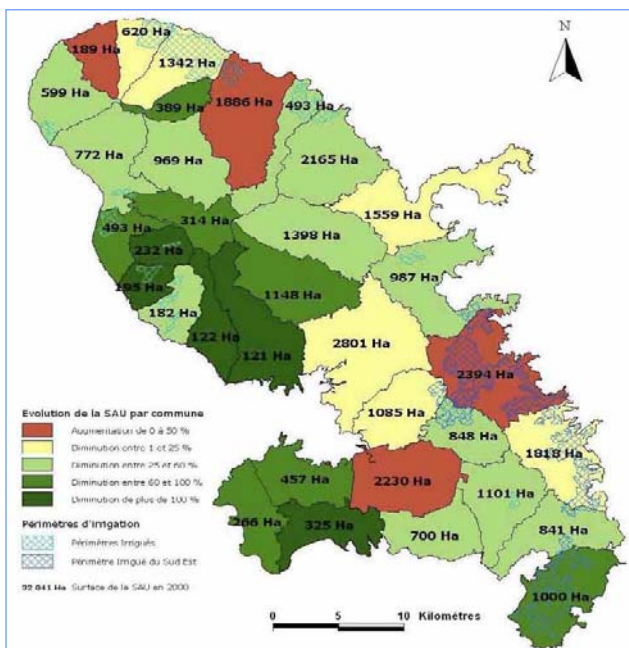 620 Ha
189 Ha
1342 Ha
599 Ha
389 Ha
1886 Ha
493 Ha
772 Ha
969 Ha
2165 Ha
1559 Ha
314 Ha
493 Ha
1398 Ha
232 Ha
987 Ha
195 Ha
1148 Ha
182 Ha
122 Ha
121 Ha
2801 Ha
2394 Ha
1085 Ha
848 Ha
1818 Ha
457 Ha
2230 Ha
1101 Ha
266 Ha
325 Ha
700 Ha
841 Ha
1000 Ha
N
Evolution de la SAU par commune
Augmentation de 0 à 50 %
Diminution entre 1 et 25 %
Diminution entre 25 et 60 %
Diminution entre 60 et 100 %
Diminution de plus de 100 %
Périmètres d'irrigation
Périmètres Irrigués
Périmètre Irrigué du Sud Est
Surface de la SAU en 2000
0 5 10 Kilomètres